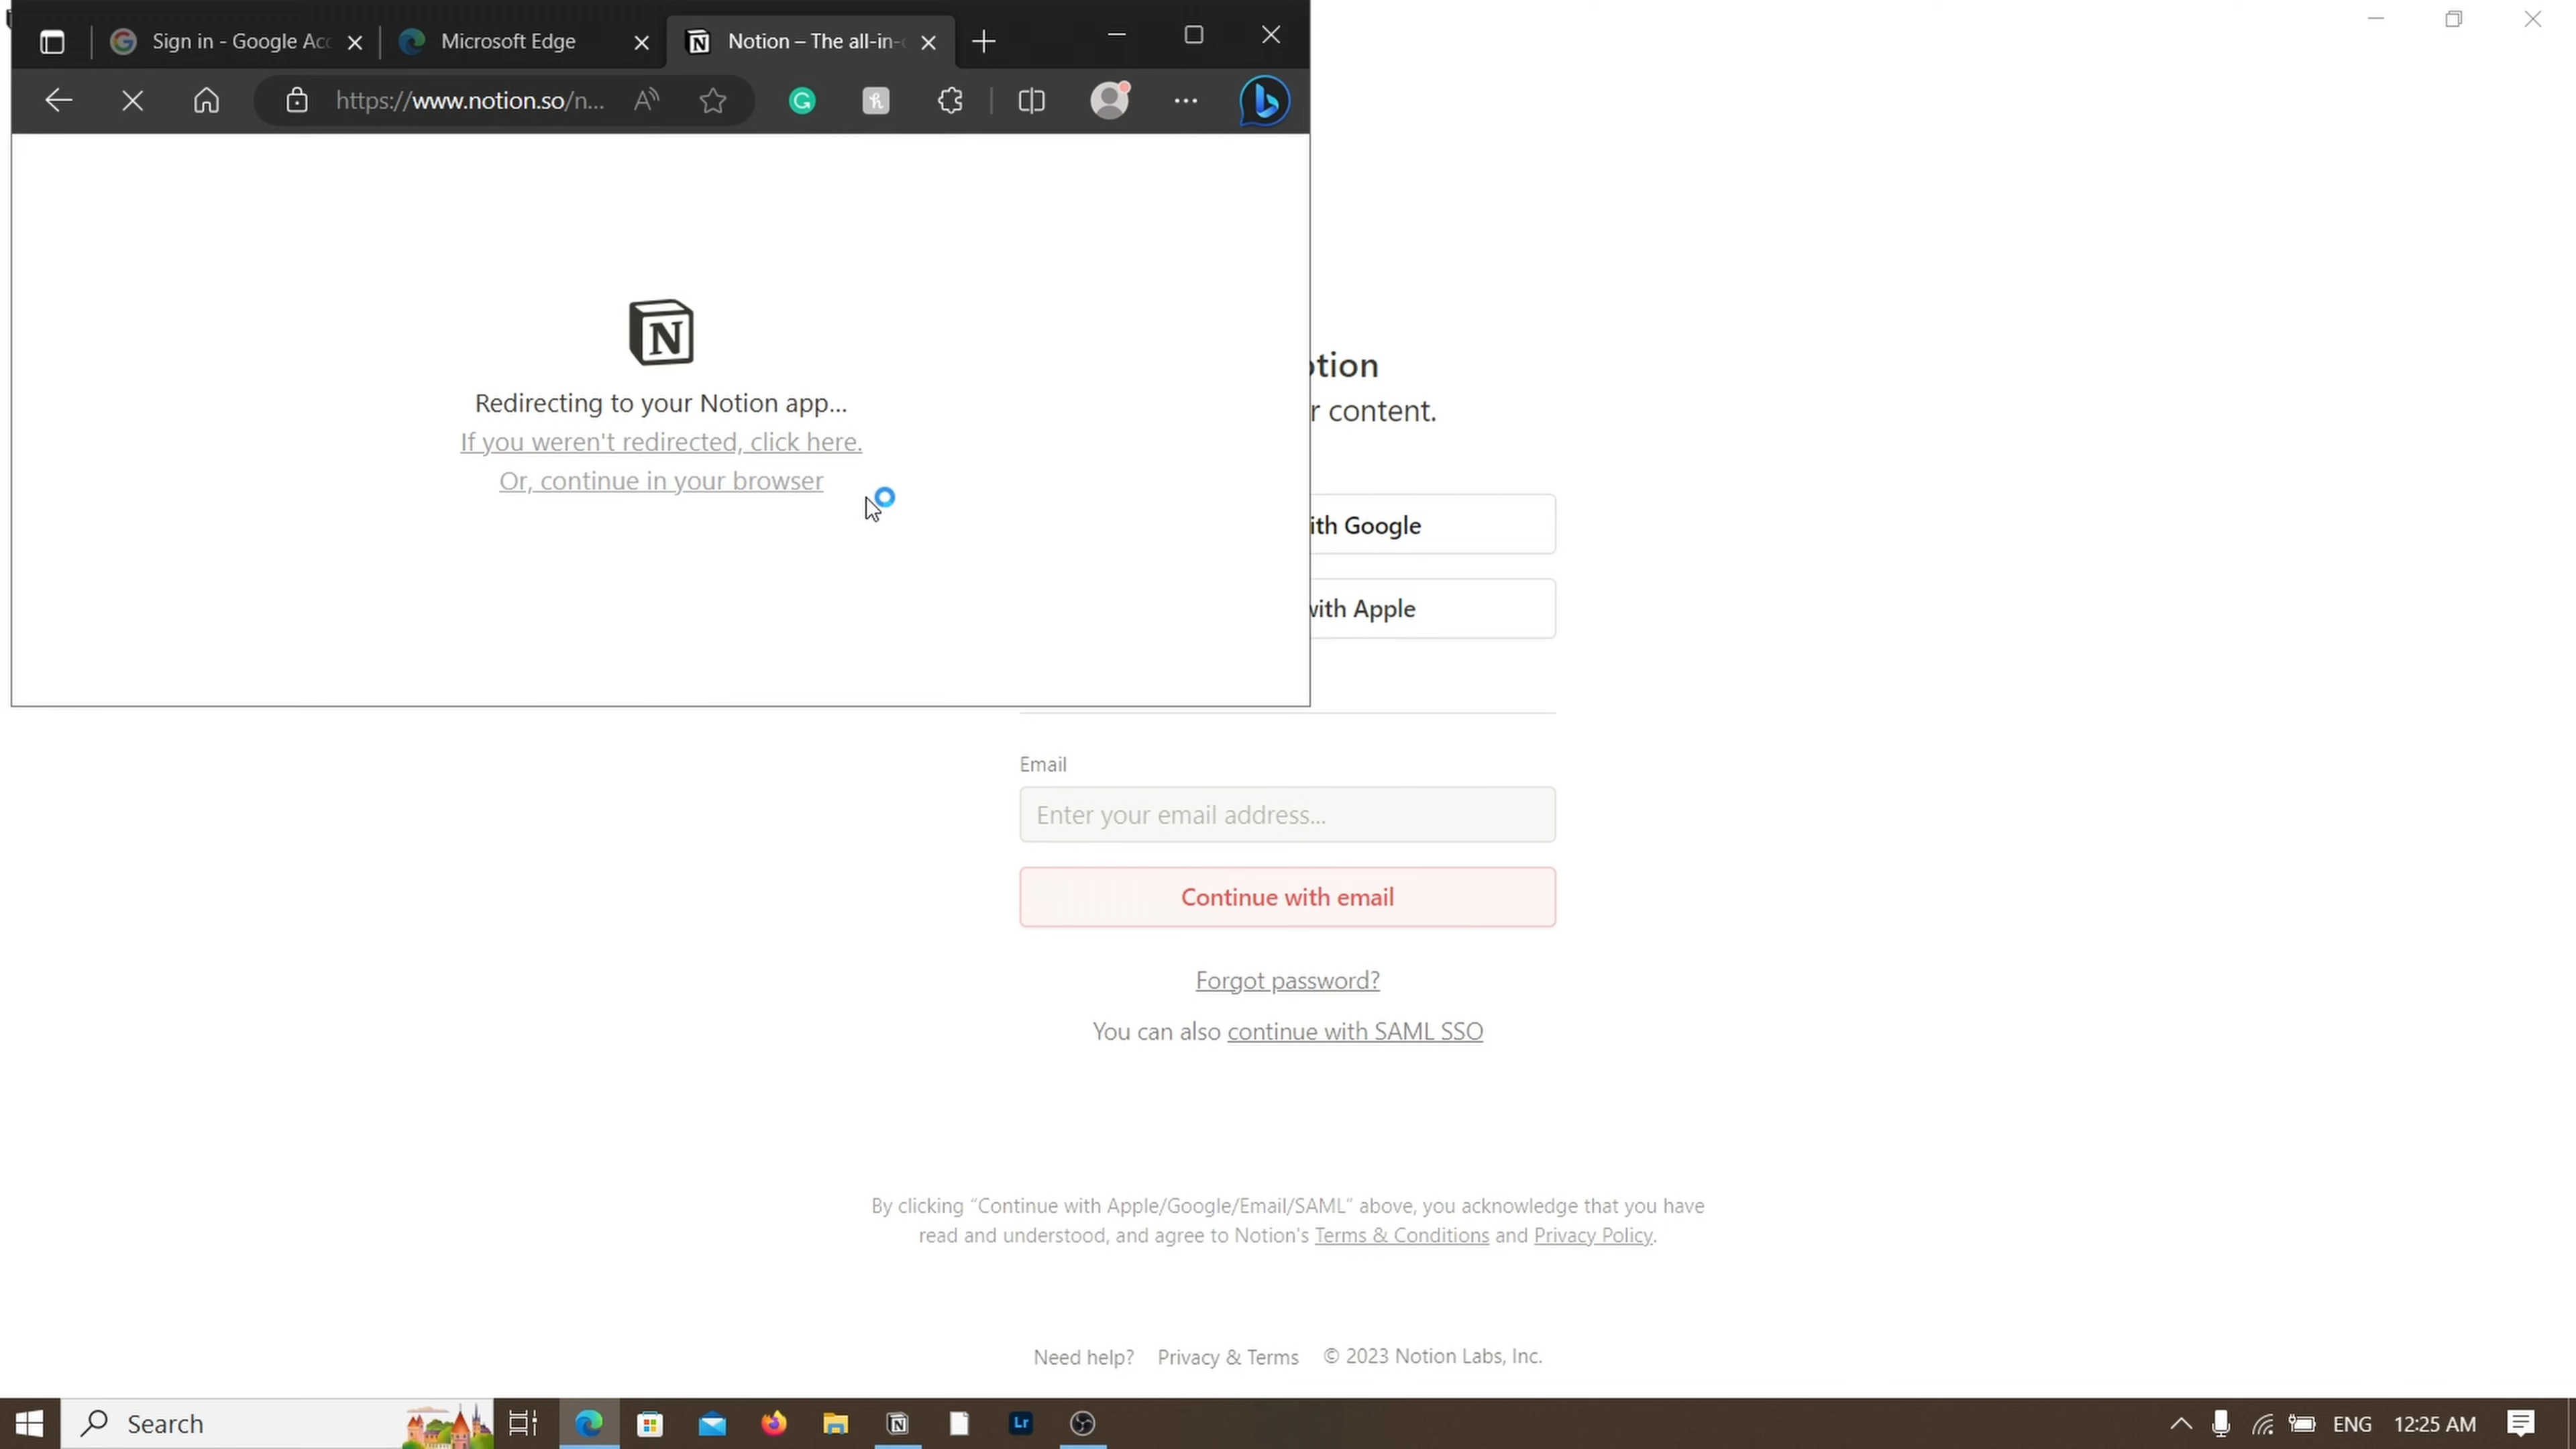 Sign in - Google Acc
Microsoft Edge
Notion – The all-in-o
https://www.notion.so/n...
N
Redirecting to your Notion app...
If you weren't redirected, click here.
Or, continue in your browser
otion
r content.
ith Google
with Apple
Email
Enter your email address...
Continue with email
Forgot password?
You can also continue with SAML SSO
By clicking “Continue with Apple/Google/Email/SAML” above, you acknowledge that you have
read and understood, and agree to Notion's Terms & Conditions and Privacy Policy.
Need help? Privacy & Terms © 2023 Notion Labs, Inc.
Search
Lr
ENG 12:25 AM